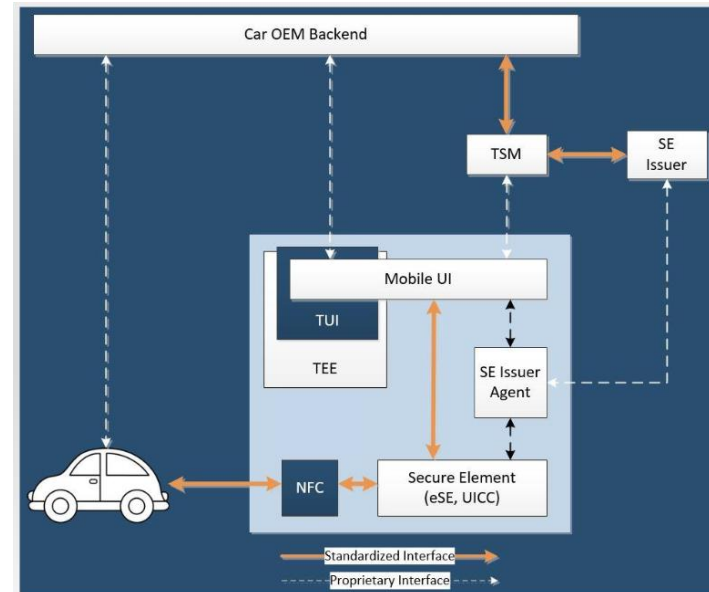 Car OEM Backend
TSM
SE
Issuer
Mobile UI
TUI
TEE
SE Issuer
Agent
NFC
Secure Element
(eSE, UICC)
Standardized Interface
Proprietary Interface